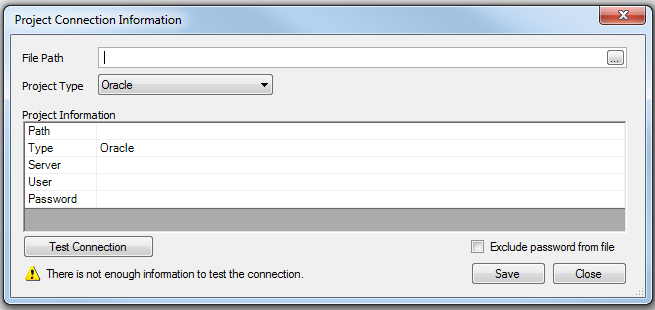 Project Connection Information
File Path
...
Project Type Oracle
Project Information
Path
Type Oracle
Server
User
Password
Test Connection
Exclude password from file
There is not enough information to test the connection.
Save Close